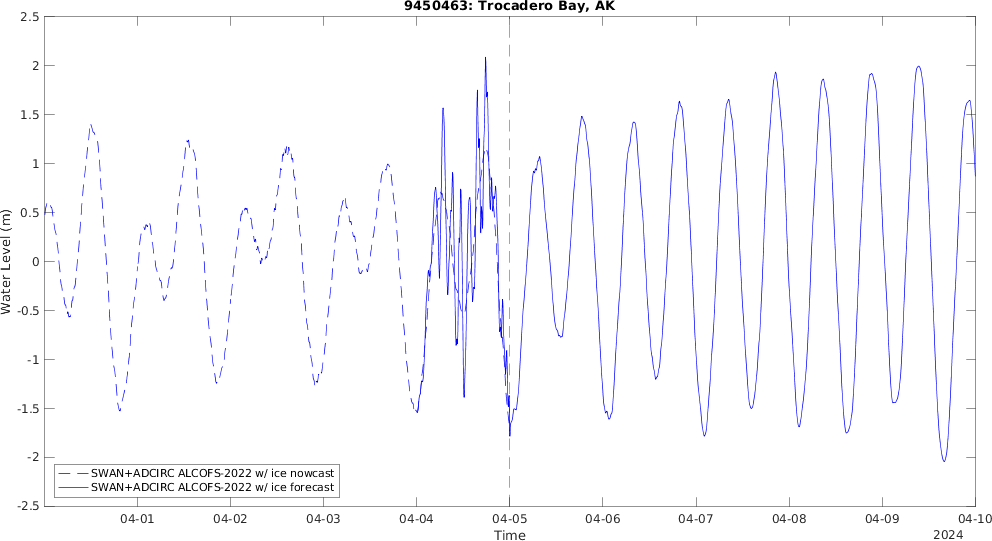 9450463: Trocadero Bay, AK
2.5
2
1.5
1
0.5
0
-0.5
-1
-1.5
-2
-2.5
Water Level (m)
SWAN+ADCIRC ALCOFS-2022 w/ ice nowcast
SWAN+ADCIRC ALCOFS-2022 w/ ice forecast
04-01 04-02 04-03 04-04 04-05 04-06 04-07 04-08 04-09 04-10
Time
2024